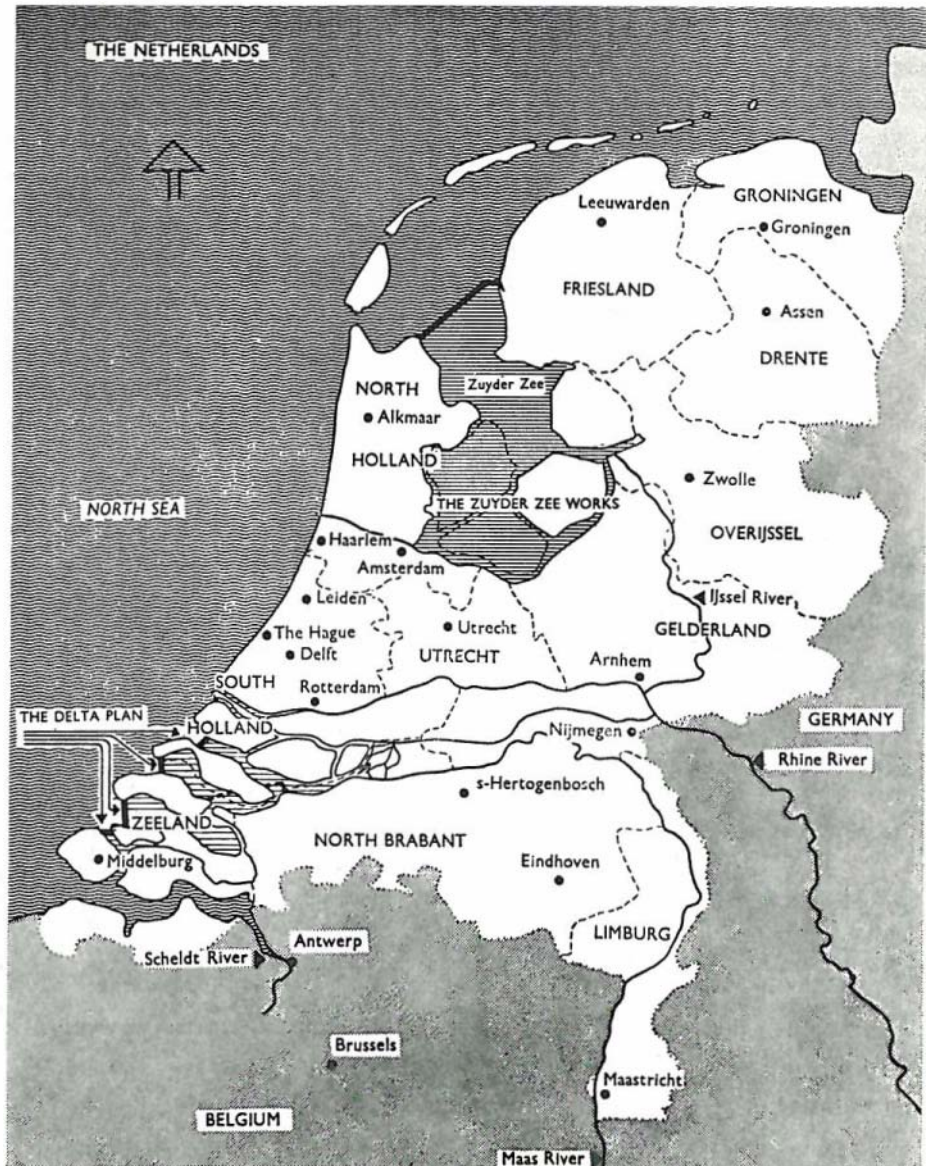 THE NETHERLANDS
GRONINGEN
Leeuwarden
Groningen
FRIESLAND
Assen
DRENTE
NORTH
Zuyder Zee
Alkmaar
HOLLAND
Zwolle
THE ZUYDER ZEE WORKS
NORTH SEA
OVERIJSSEL
Haarlem
Amsterdam
Leiden
IJssel River
The Hague
Utrecht
GELDERLAND
Delft
UTRECHT
Arnhem
SOUTH
Rotterdam
THE DELTA PLAN
HOLLAND
GERMANY
Nijmegen
Rhine River
s-Hertogenbosch
ZEELAND
NORTH BRABANT
Middelburg
Eindhoven
LIMBURG
Antwerp
Scheldt River
Brussels
Maastricht
BELGIUM
Maas River